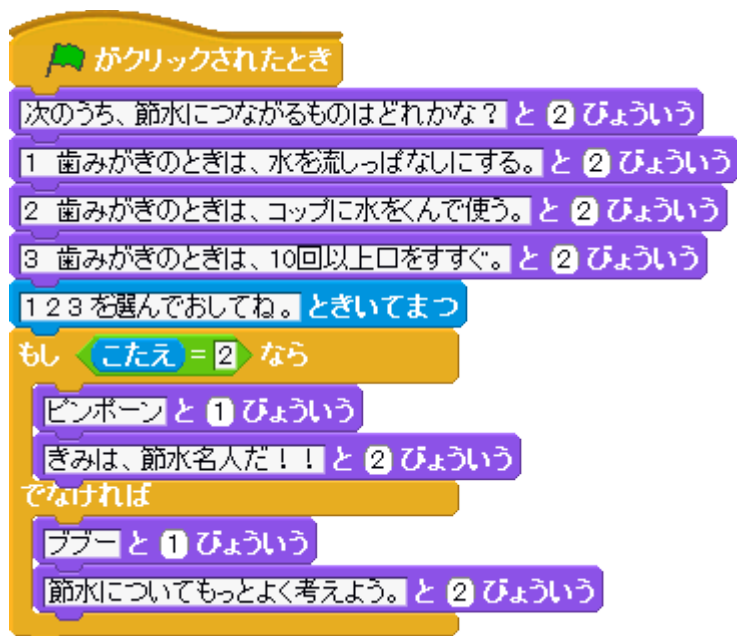 がクリックされたとき
次のうち、節水につながるものはどれかな？ と 2 びょういう
1　歯みがきのときは、水を流しっぱなしにする。 と 2 びょういう
2　歯みがきのときは、コップに水をくんで使う。 と 2 びょういう
3　歯みがきのときは、10回以上口をすすぐ。 と 2 びょういう
１２３を選んでおしてね。 ときいてまつ
もし こたえ = 2 なら
ピンポーン と 1 びょういう
きみは、節水名人だ！！ と 2 びょういう
でなければ
ブブー と 1 びょういう
節水についてもっとよく考えよう。 と 2 びょういう